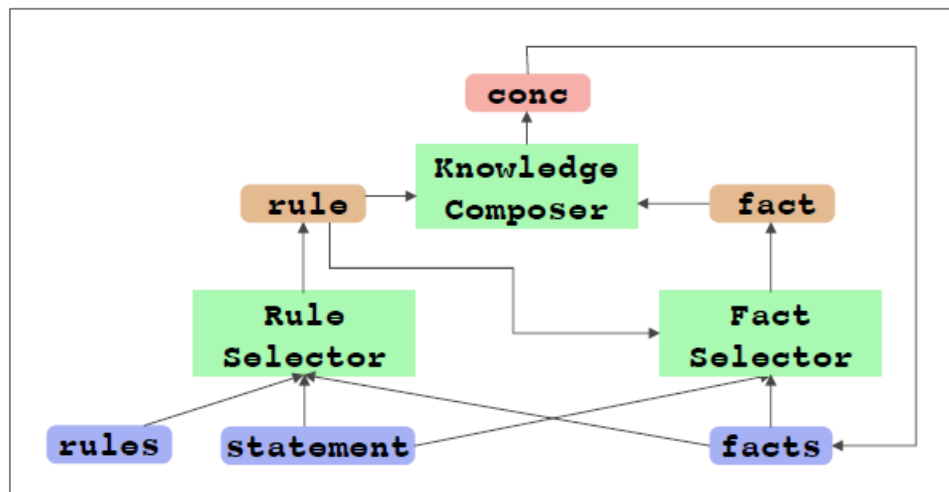 conc
Knowledge
Composer
rule
fact
Rule
Selector
Fact
Selector
rules
statement
facts